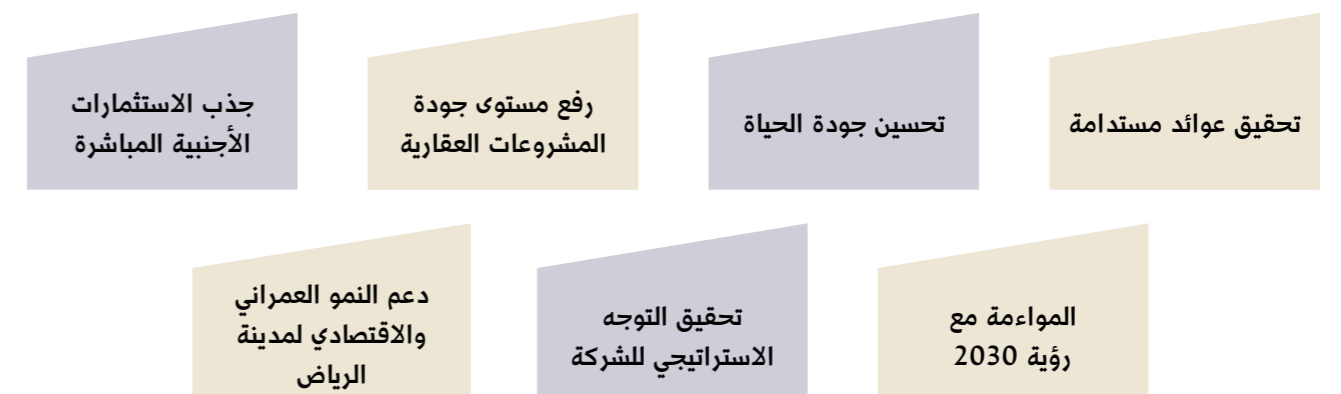 تحقيق عوائد مستدامة
تحسين جودة الحياة
رفع مستوى جودة
المشروعات العقارية
جذب الاستثمارات
الأجنبية المباشرة
المواءمة مع
رؤية 2030
تحقيق التوجه
الاستراتيجي للشركة
دعم النمو العمراني
والاقتصادي لمدينة
الرياض